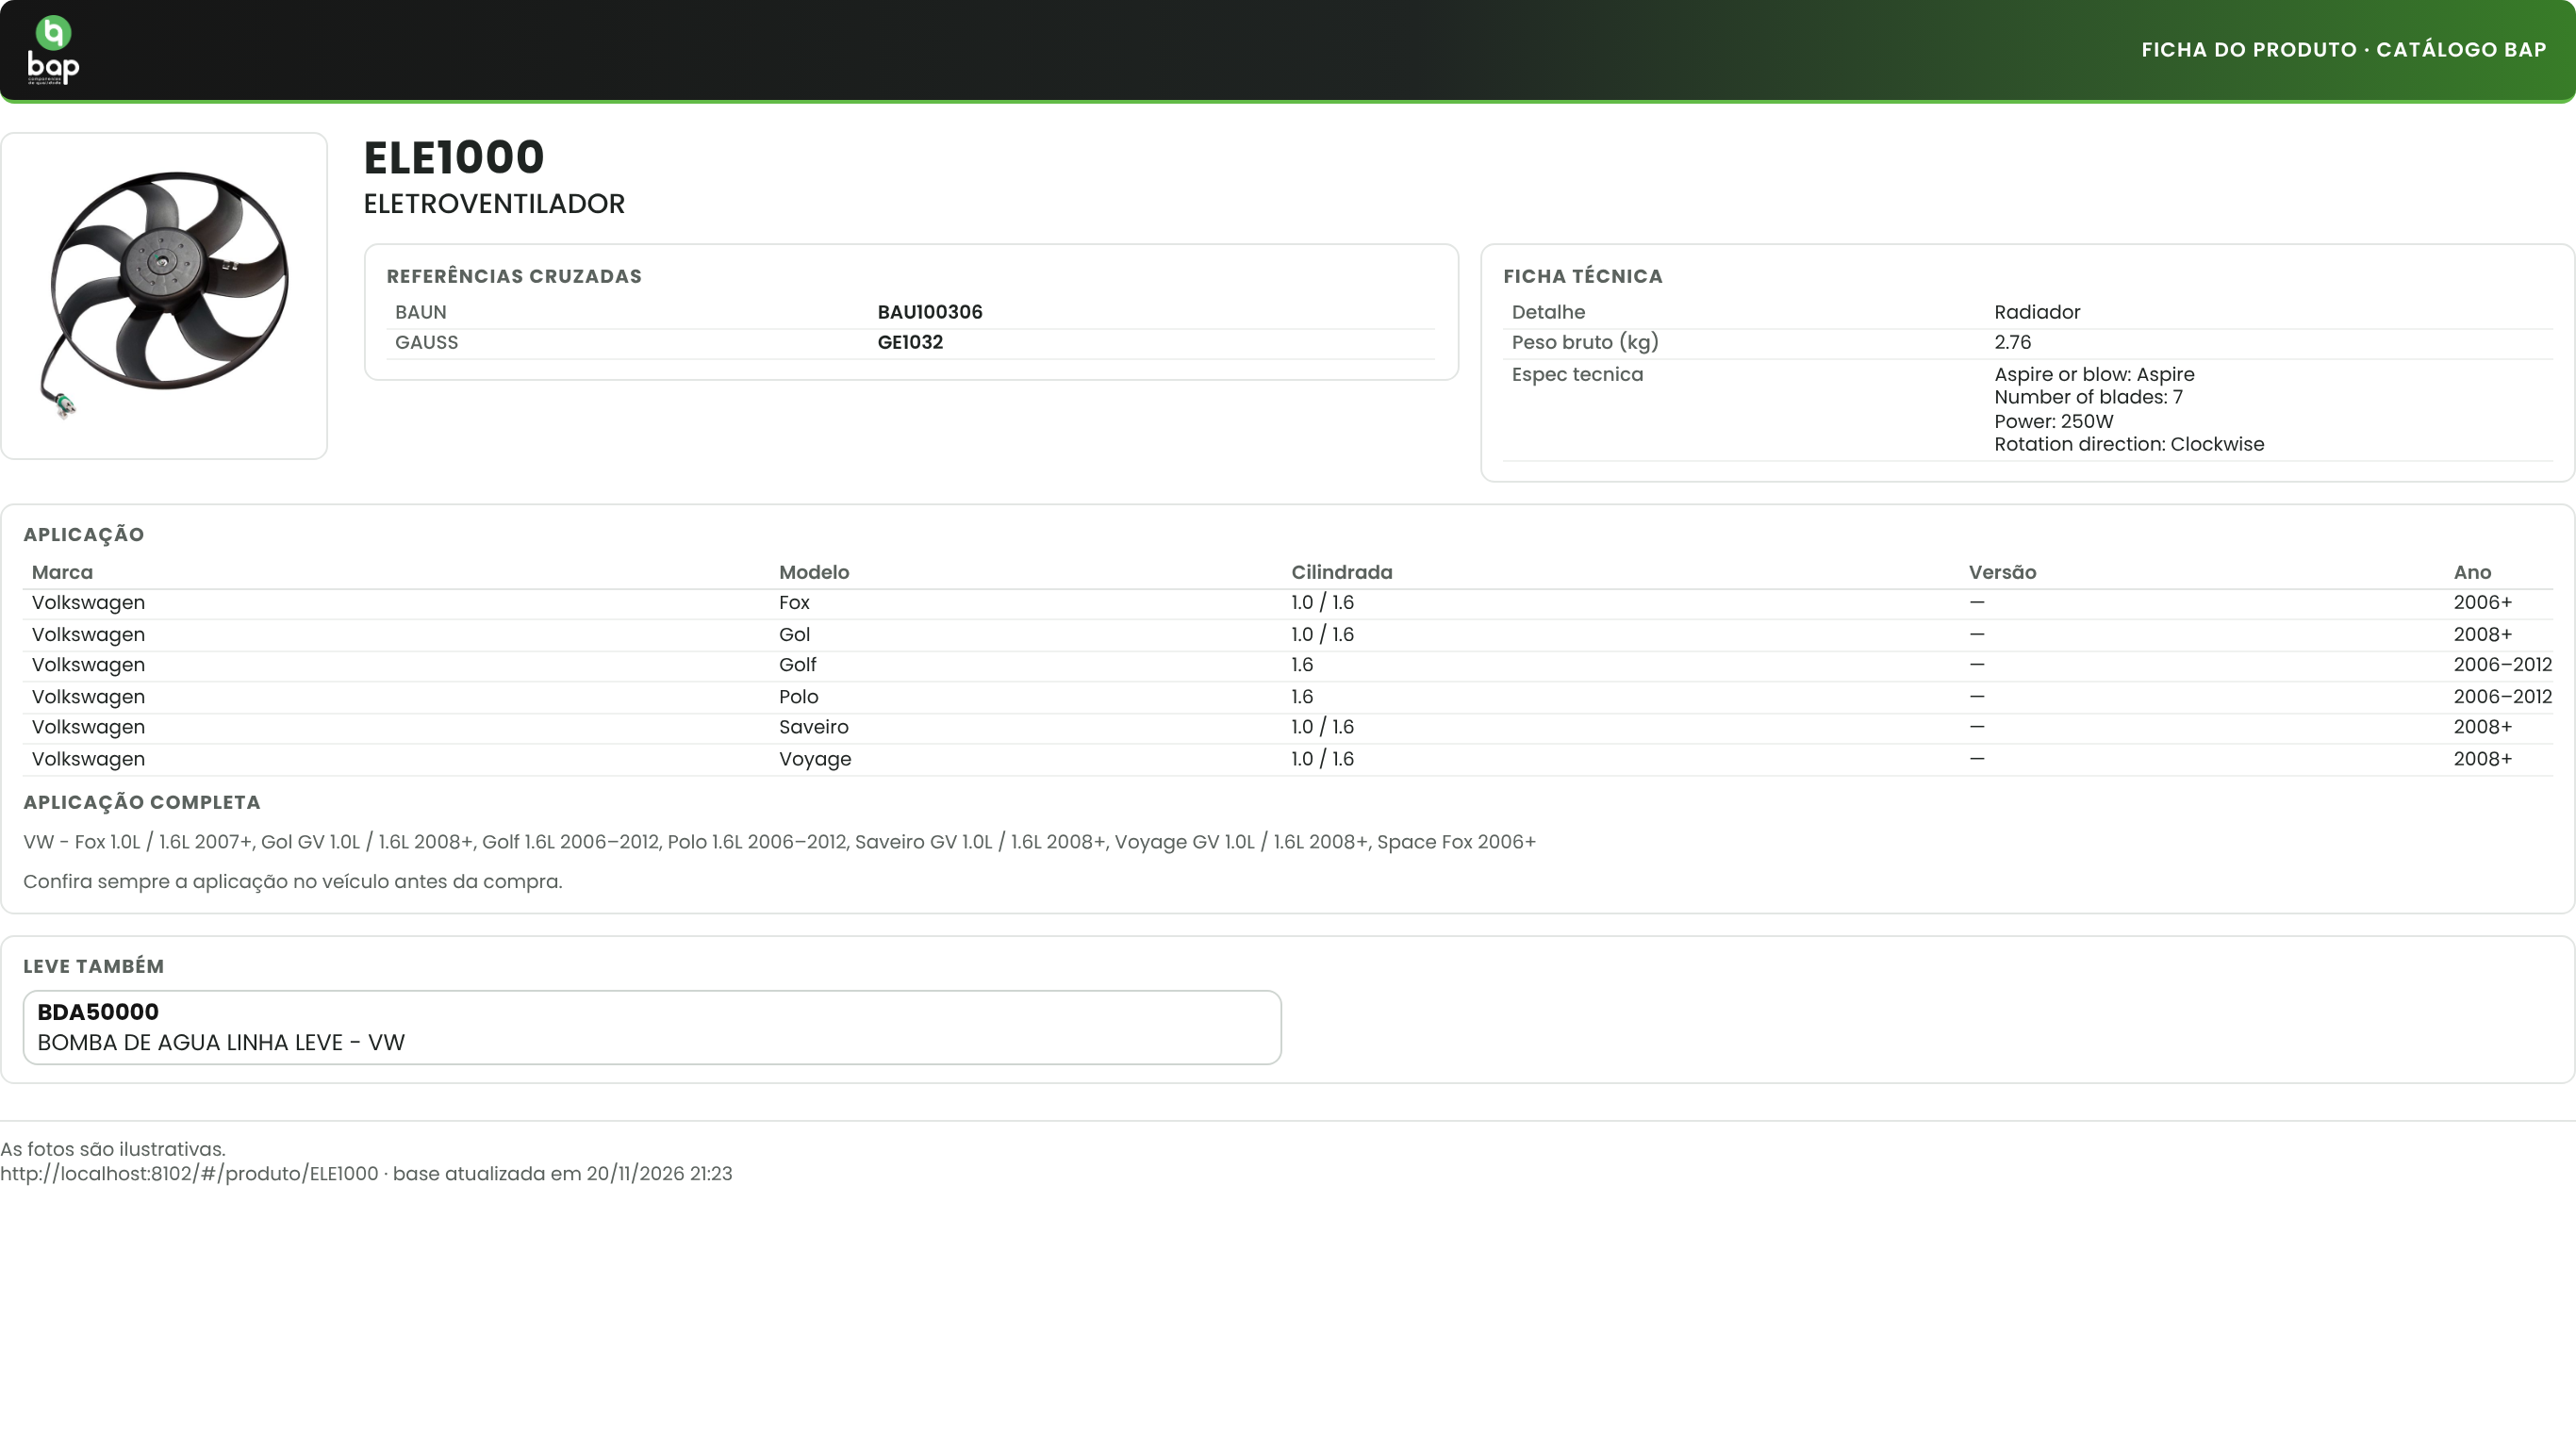 bap
FICHA DO PRODUTO · CATÁLOGO BAP
ELE1000
ELETROVENTILADOR
REFERÊNCIAS CRUZADAS
BAUN BAU100306
GAUSS GE1032
FICHA TÉCNICA
Detalhe Radiador
Peso bruto (kg) 2.76
Espec tecnica Aspire or blow: Aspire
Number of blades: 7
Power: 250W
Rotation direction: Clockwise
APLICAÇÃO
Marca Modelo Cilindrada Versão Ano
Volkswagen Fox 1.0 / 1.6 — 2006+
Volkswagen Gol 1.0 / 1.6 — 2008+
Volkswagen Golf 1.6 — 2006–2012
Volkswagen Polo 1.6 — 2006–2012
Volkswagen Saveiro 1.0 / 1.6 — 2008+
Volkswagen Voyage 1.0 / 1.6 — 2008+
APLICAÇÃO COMPLETA
VW - Fox 1.0L / 1.6L 2007+, Gol GV 1.0L / 1.6L 2008+, Golf 1.6L 2006–2012, Polo 1.6L 2006–2012, Saveiro GV 1.0L / 1.6L 2008+, Voyage GV 1.0L / 1.6L 2008+, Space Fox 2006+
Confira sempre a aplicação no veículo antes da compra.
LEVE TAMBÉM
BDA50000
BOMBA DE AGUA LINHA LEVE - VW
As fotos são ilustrativas.
http://localhost:8102/#/produto/ELE1000 · base atualizada em 20/11/2026 21:23